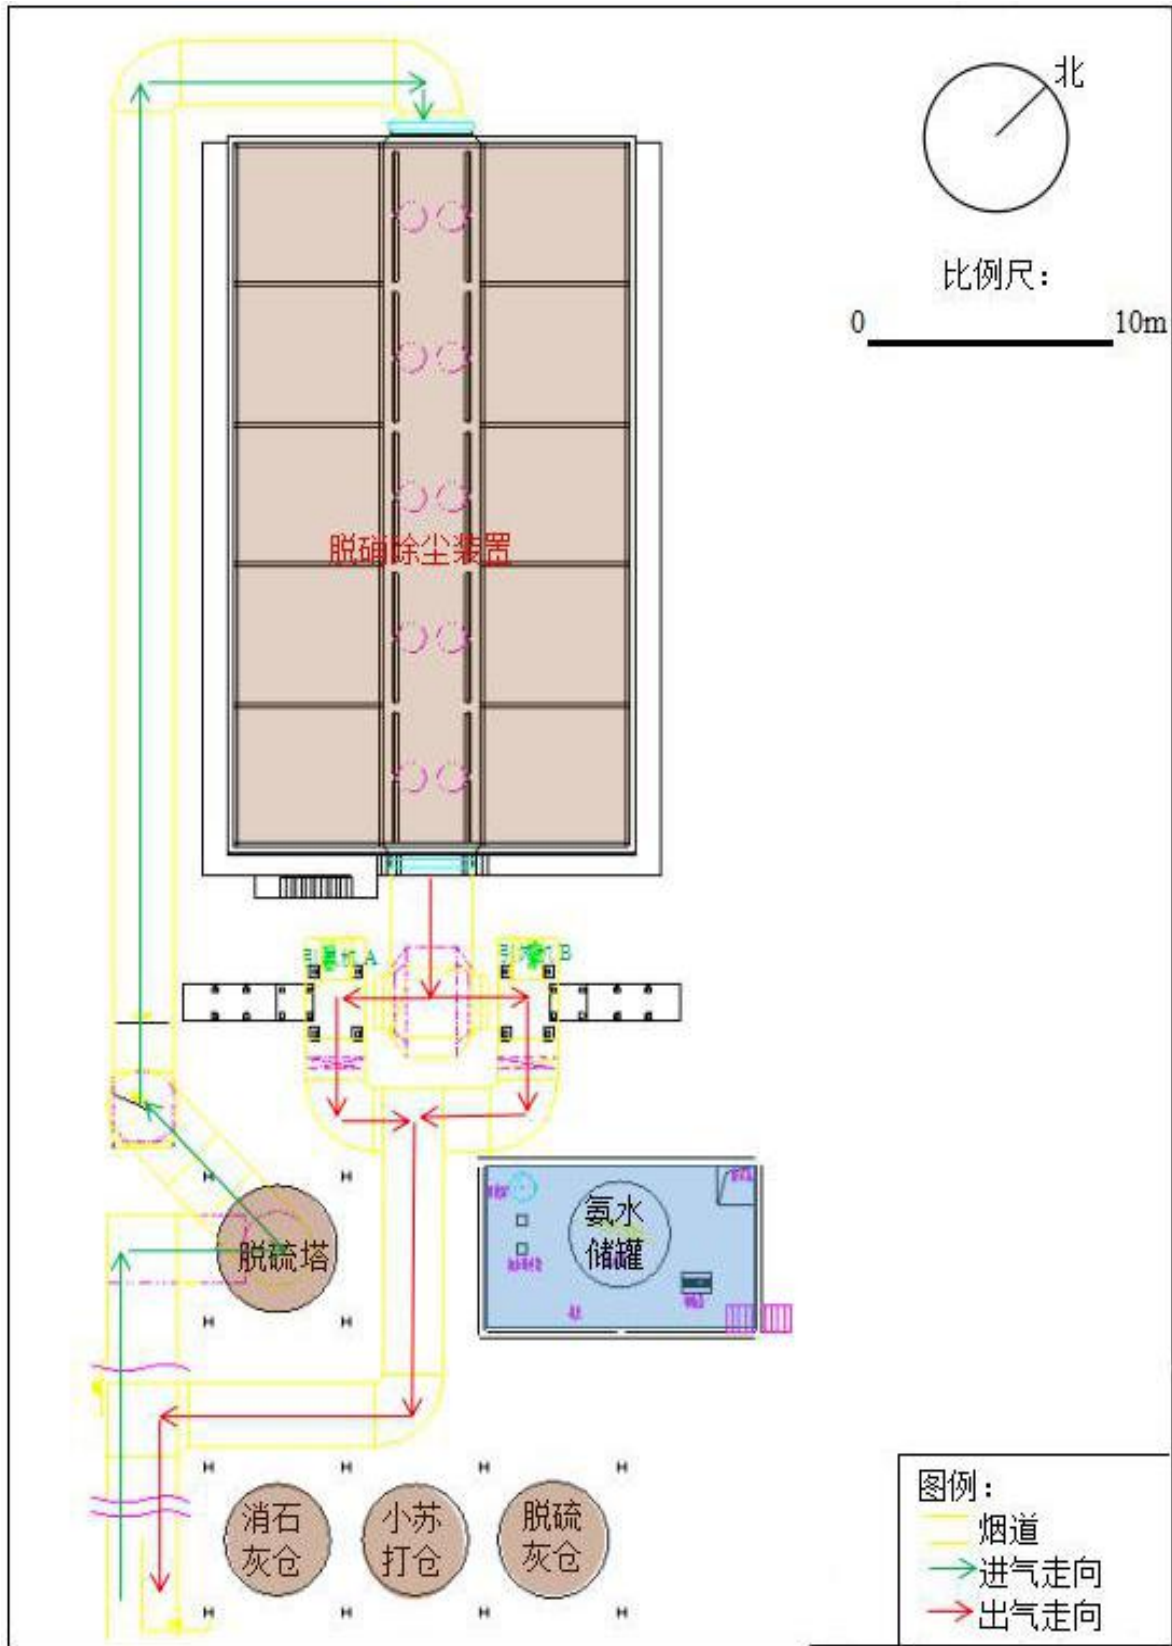 北
比例尺：
0
10m
脱硝除尘装置
引风机 A
引风机 B
脱硫塔
氨水
储罐
消石
灰仓
小苏
打仓
脱硫
灰仓
图例：
烟道
进气走向
出气走向